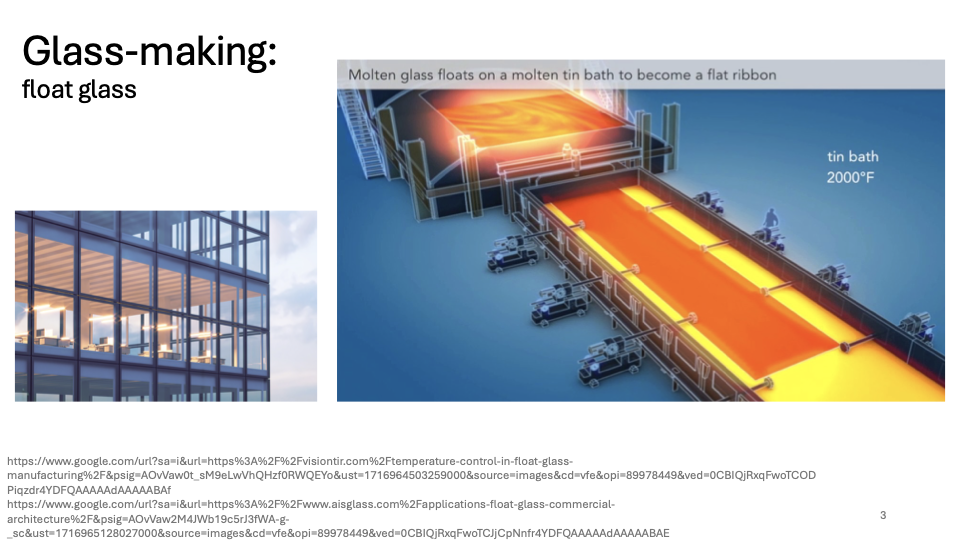 Glass-making:
float glass
Molten glass floats on a molten tin bath to become a flat ribbon
tin bath
2000°F
https://www.google.com/url?sa=i&url=https%3A%2F%2Fvisiontir.com%2Ftemperature-control-in-float-glass-
manufacturing%2F&psig=AOvVaw0t_sM9eLwVhQHzf0RWQEYo&ust=1716964503259000&source=images&cd=vfe&opi=89978449&ved=0CBIQjRxqFwoTCOD
Piqzdr4YDFQAAAAAdAAAAABAf
https://www.google.com/url?sa=i&url=https%3A%2F%2Fwww.aisglass.com%2Fapplications-float-glass-commercial-
architecture%2F&psig=AOvVaw2M4JWb19c5rJ3fWA-g-
_sc&ust=1716965128027000&source=images&cd=vfe&opi=89978449&ved=0CBIQjRxqFwoTCJjCpNnfr4YDFQAAAAAdAAAAABAE
3